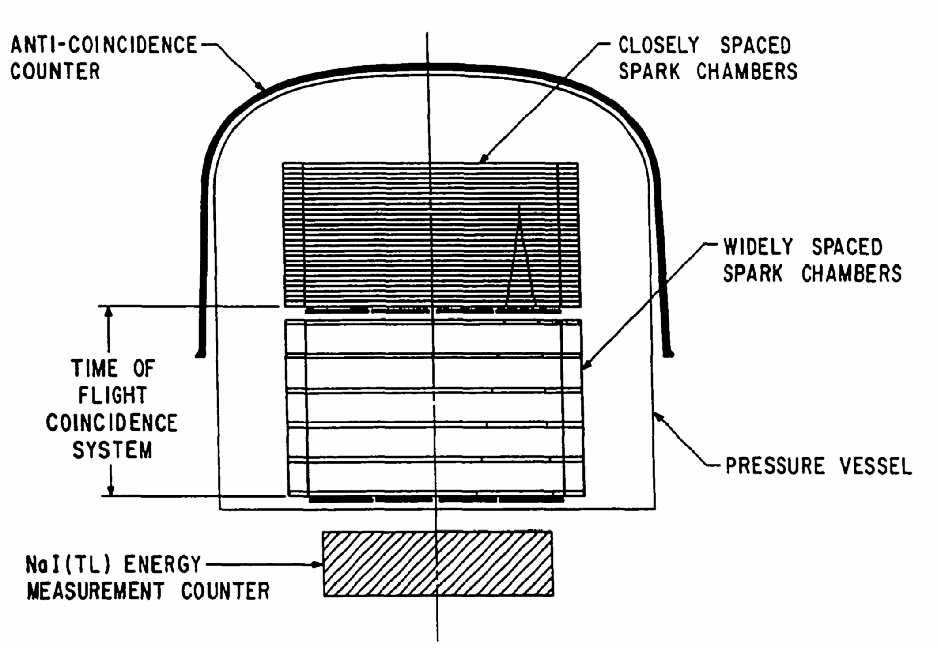 ANTI-COINCIDENCE
COUNTER
CLOSELY SPACED
SPARK CHAMBERS
WIDELY SPACED
SPARK CHAMBERS
TIME OF
FLIGHT
COINCIDENCE
SYSTEM
PRESSURE VESSEL
NaI(TL) ENERGY
MEASUREMENT COUNTER